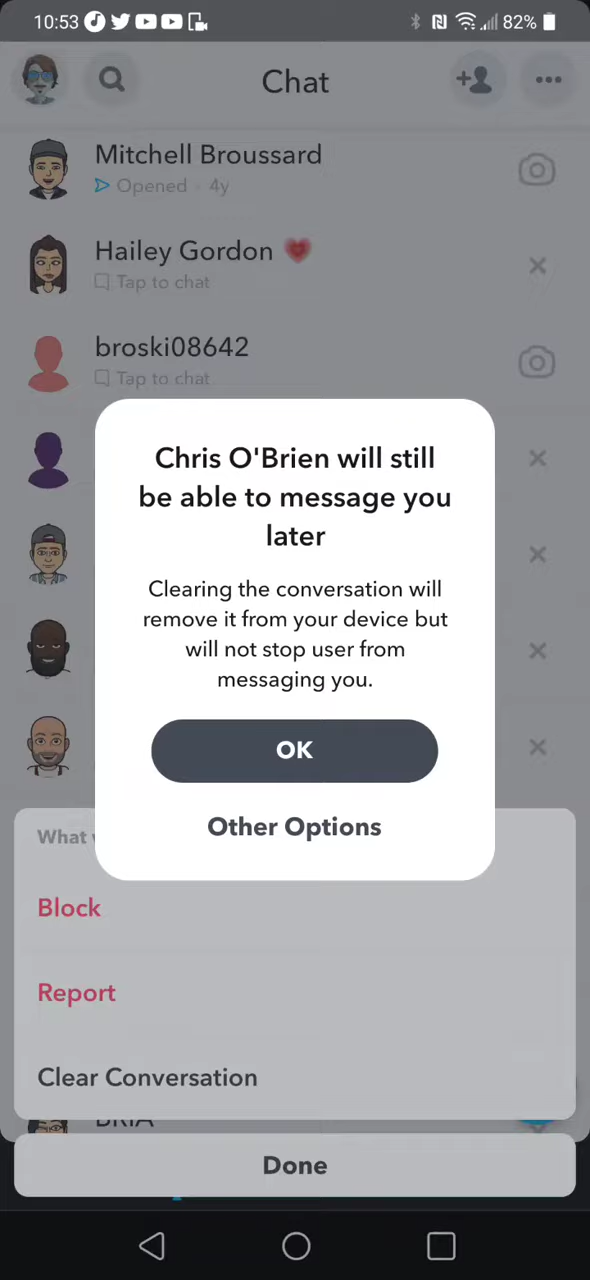 10:53
82%
Chat
Mitchell Broussard
Opened · 4y
Hailey Gordon
Tap to chat
broski08642
Tap to chat
Chris O'Brien will still
be able to message you
later
Clearing the conversation will
remove it from your device but
will not stop user from
messaging you.
OK
Other Options
What
Block
Report
Clear Conversation
BRIA
Done